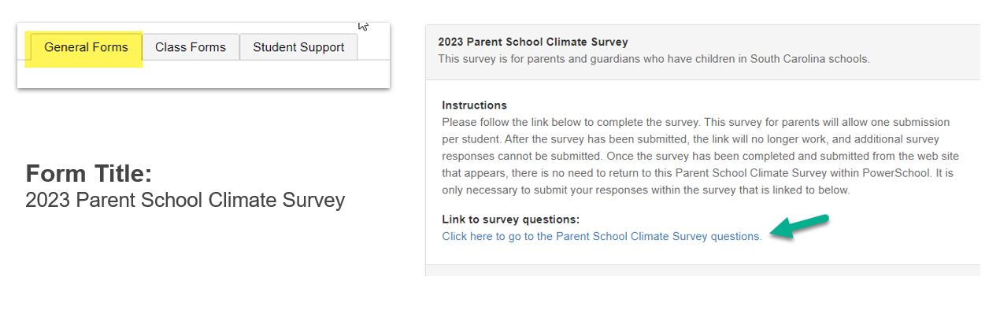 General Forms
Class Forms
Student Support
Form Title:
2023 Parent School Climate Survey
2023 Parent School Climate Survey
This survey is for parents and guardians who have children in South Carolina schools.
Instructions
Please follow the link below to complete the survey. This survey for parents will allow one submission
per student. After the survey has been submitted, the link will no longer work, and additional survey
responses cannot be submitted. Once the survey has been completed and submitted from the web site
that appears, there is no need to return to this Parent School Climate Survey within PowerSchool. It is
only necessary to submit your responses within the survey that is linked to below.
Link to survey questions:
Click here to go to the Parent School Climate Survey questions.